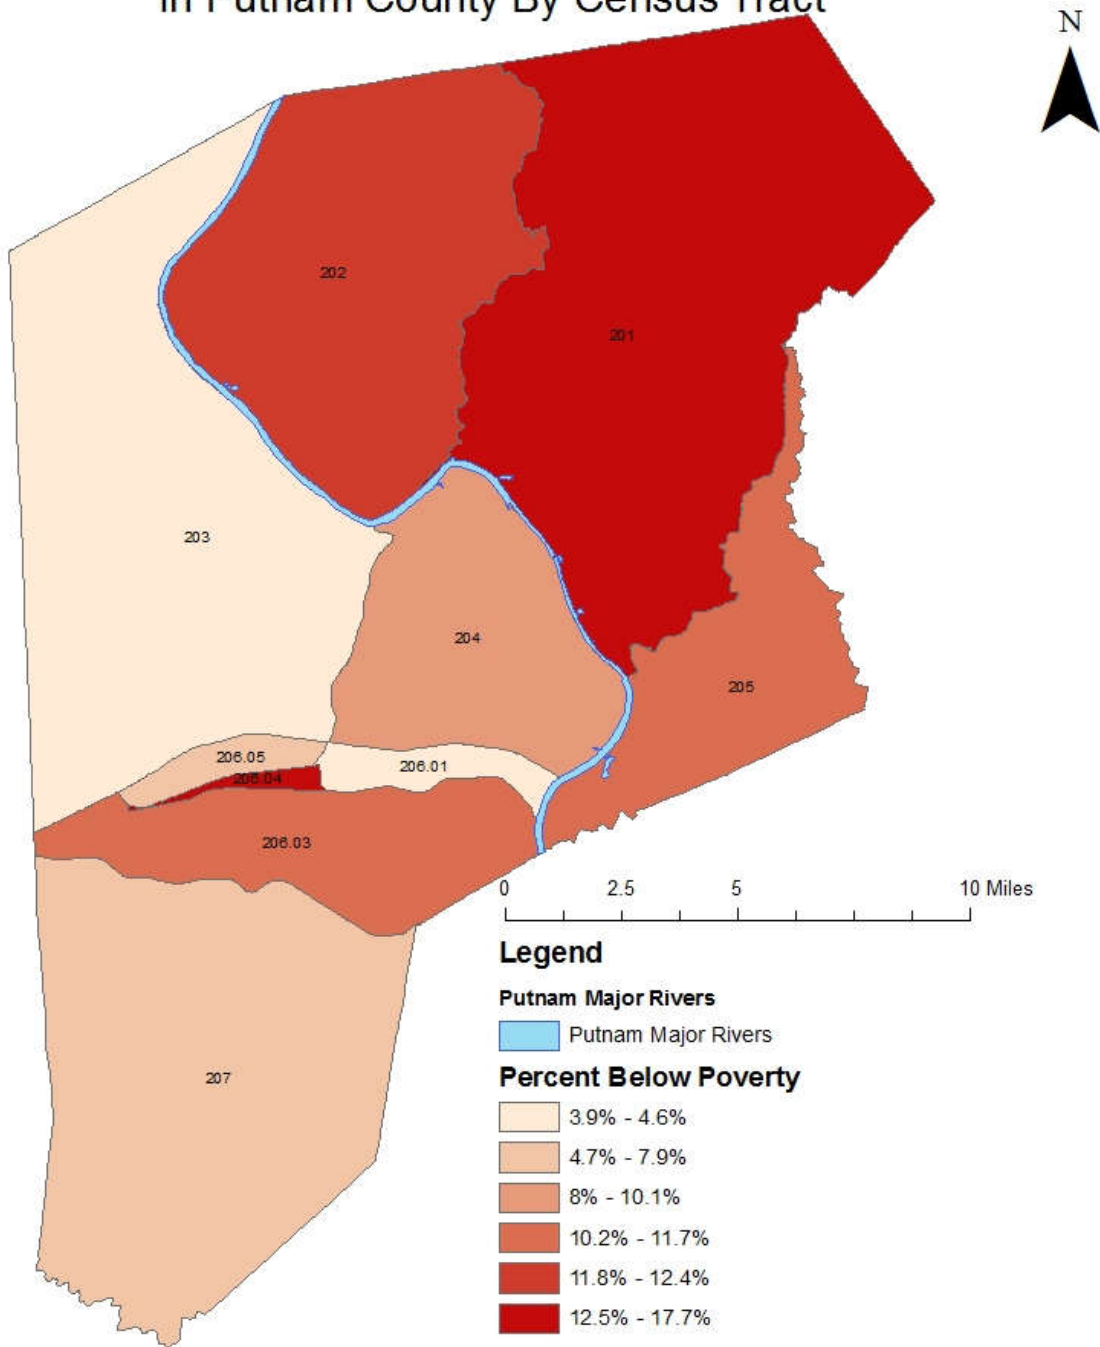 in Putnam County By Census Tract
N
202
201
203
204
205
206.05
206.01
206.04
206.03
0 2.5 5 10 Miles
Legend
Putnam Major Rivers
Putnam Major Rivers
207
Percent Below Poverty
3.9% - 4.6%
4.7% - 7.9%
8% - 10.1%
10.2% - 11.7%
11.8% - 12.4%
12.5% - 17.7%